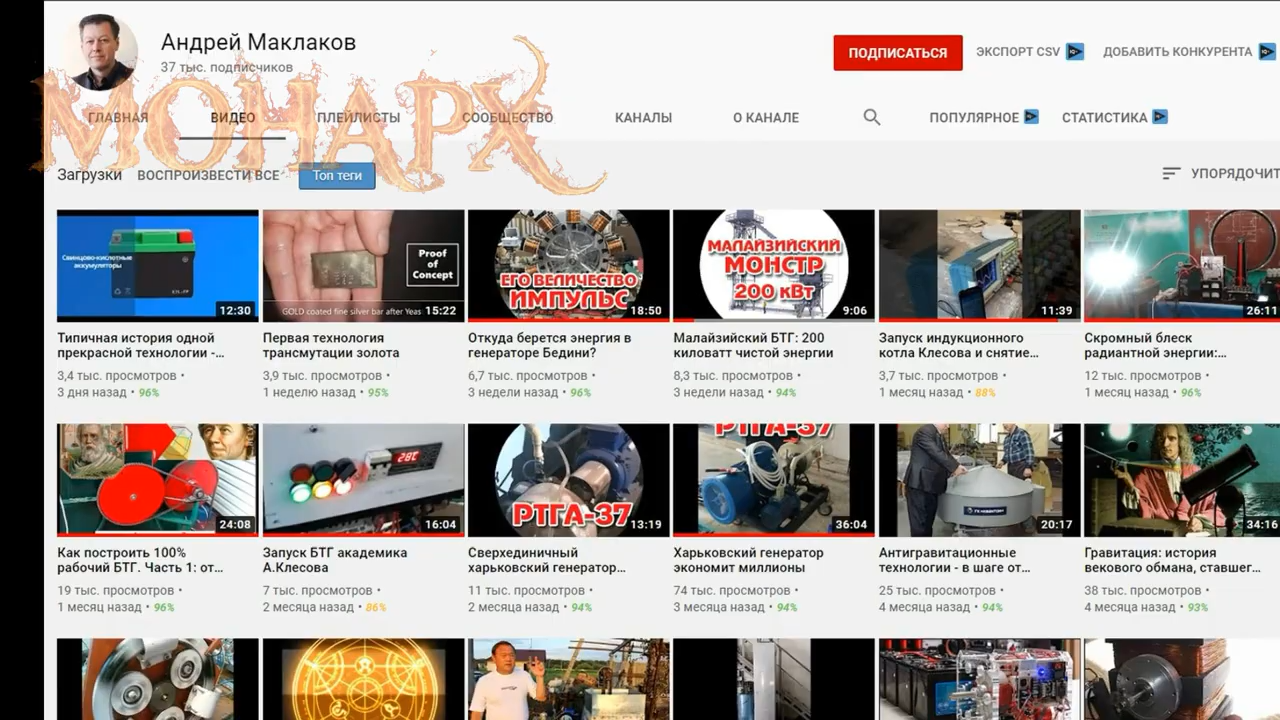 Андрей Маклаков
37 тыс. подписчиков
ПОДПИСАТЬСЯ
ЭКСПОРТ CSV
ДОБАВИТЬ КОНКУРЕНТА
МОНАРХ
ГЛАВНАЯ ВИДЕО ПЛЕЙЛИСТЫ СООБЩЕСТВО КАНАЛЫ О КАНАЛЕ ПОПУЛЯРНОЕ СТАТИСТИКА
Загрузки ВОСПРОИЗВЕСТИ ВСЕ Топ теги УПОРЯДОЧИТ
Свинцово-кислотные
аккумуляторы
12:30
Proof
of
Concept
GOLD coated fine silver bar after Yeas
15:22
ЕГО ВЕЛИЧЕСТВО
ИМПУЛЬС
18:50
МАЛАЙЗИЙСКИЙ
МОНСТР
200 кВт
9:06
11:39
26:11
Типичная история одной
прекрасной технологии -...
3,4 тыс. просмотров •
3 дня назад • 96%
Первая технология
трансмутации золота
3,9 тыс. просмотров •
1 неделю назад • 95%
Откуда берется энергия в
генераторе Бедини?
6,7 тыс. просмотров •
3 недели назад • 96%
Малайзийский БТГ: 200
киловатт чистой энергии
8,3 тыс. просмотров •
3 недели назад • 94%
Запуск индукционного
котла Клесова и снятие...
3,7 тыс. просмотров •
1 месяц назад • 88%
Скромный блеск
радиантной энергии:...
12 тыс. просмотров •
1 месяц назад • 96%
24:08
28C
16:04
РТГА-37
13:19
РТГА-37
36:04
20:17
34:16
Как построить 100%
рабочий БТГ. Часть 1: от...
19 тыс. просмотров •
1 месяц назад • 96%
Запуск БТГ академика
А.Клесова
7 тыс. просмотров •
2 месяца назад • 86%
Сверхединичный
харьковский генератор...
11 тыс. просмотров •
2 месяца назад • 94%
Харьковский генератор
экономит миллионы
74 тыс. просмотров •
3 месяца назад • 94%
Антигравитационные
технологии - в шаге от...
25 тыс. просмотров •
4 месяца назад • 94%
Гравитация: история
векового обмана, ставшег...
38 тыс. просмотров •
4 месяца назад • 93%